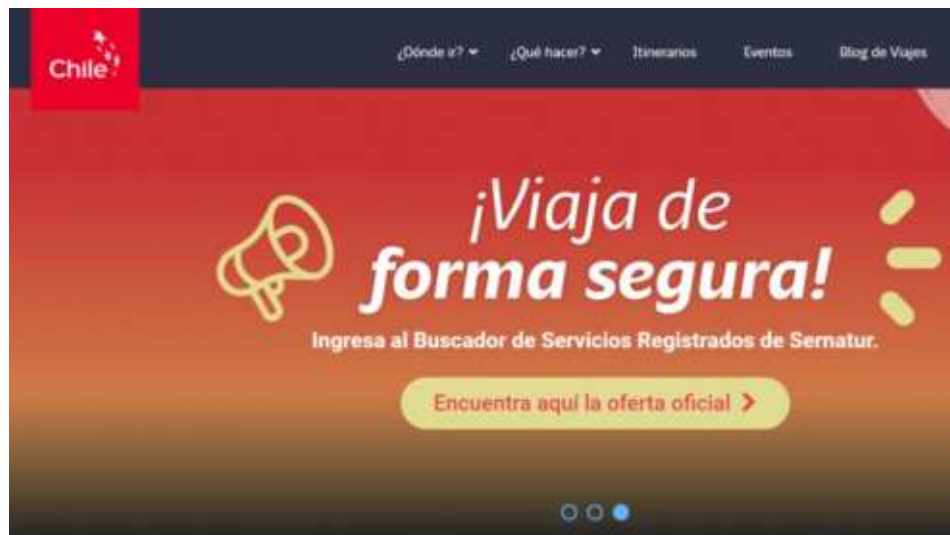 Chile
¿Dónde ir?
¿Qué hacer?
Itinerarios
Eventos
Blog de Viajes
¡Viaja de
forma segura!
Ingresa al Buscador de Servicios Registrados de Sernatur.
Encuentra aquí la oferta oficial